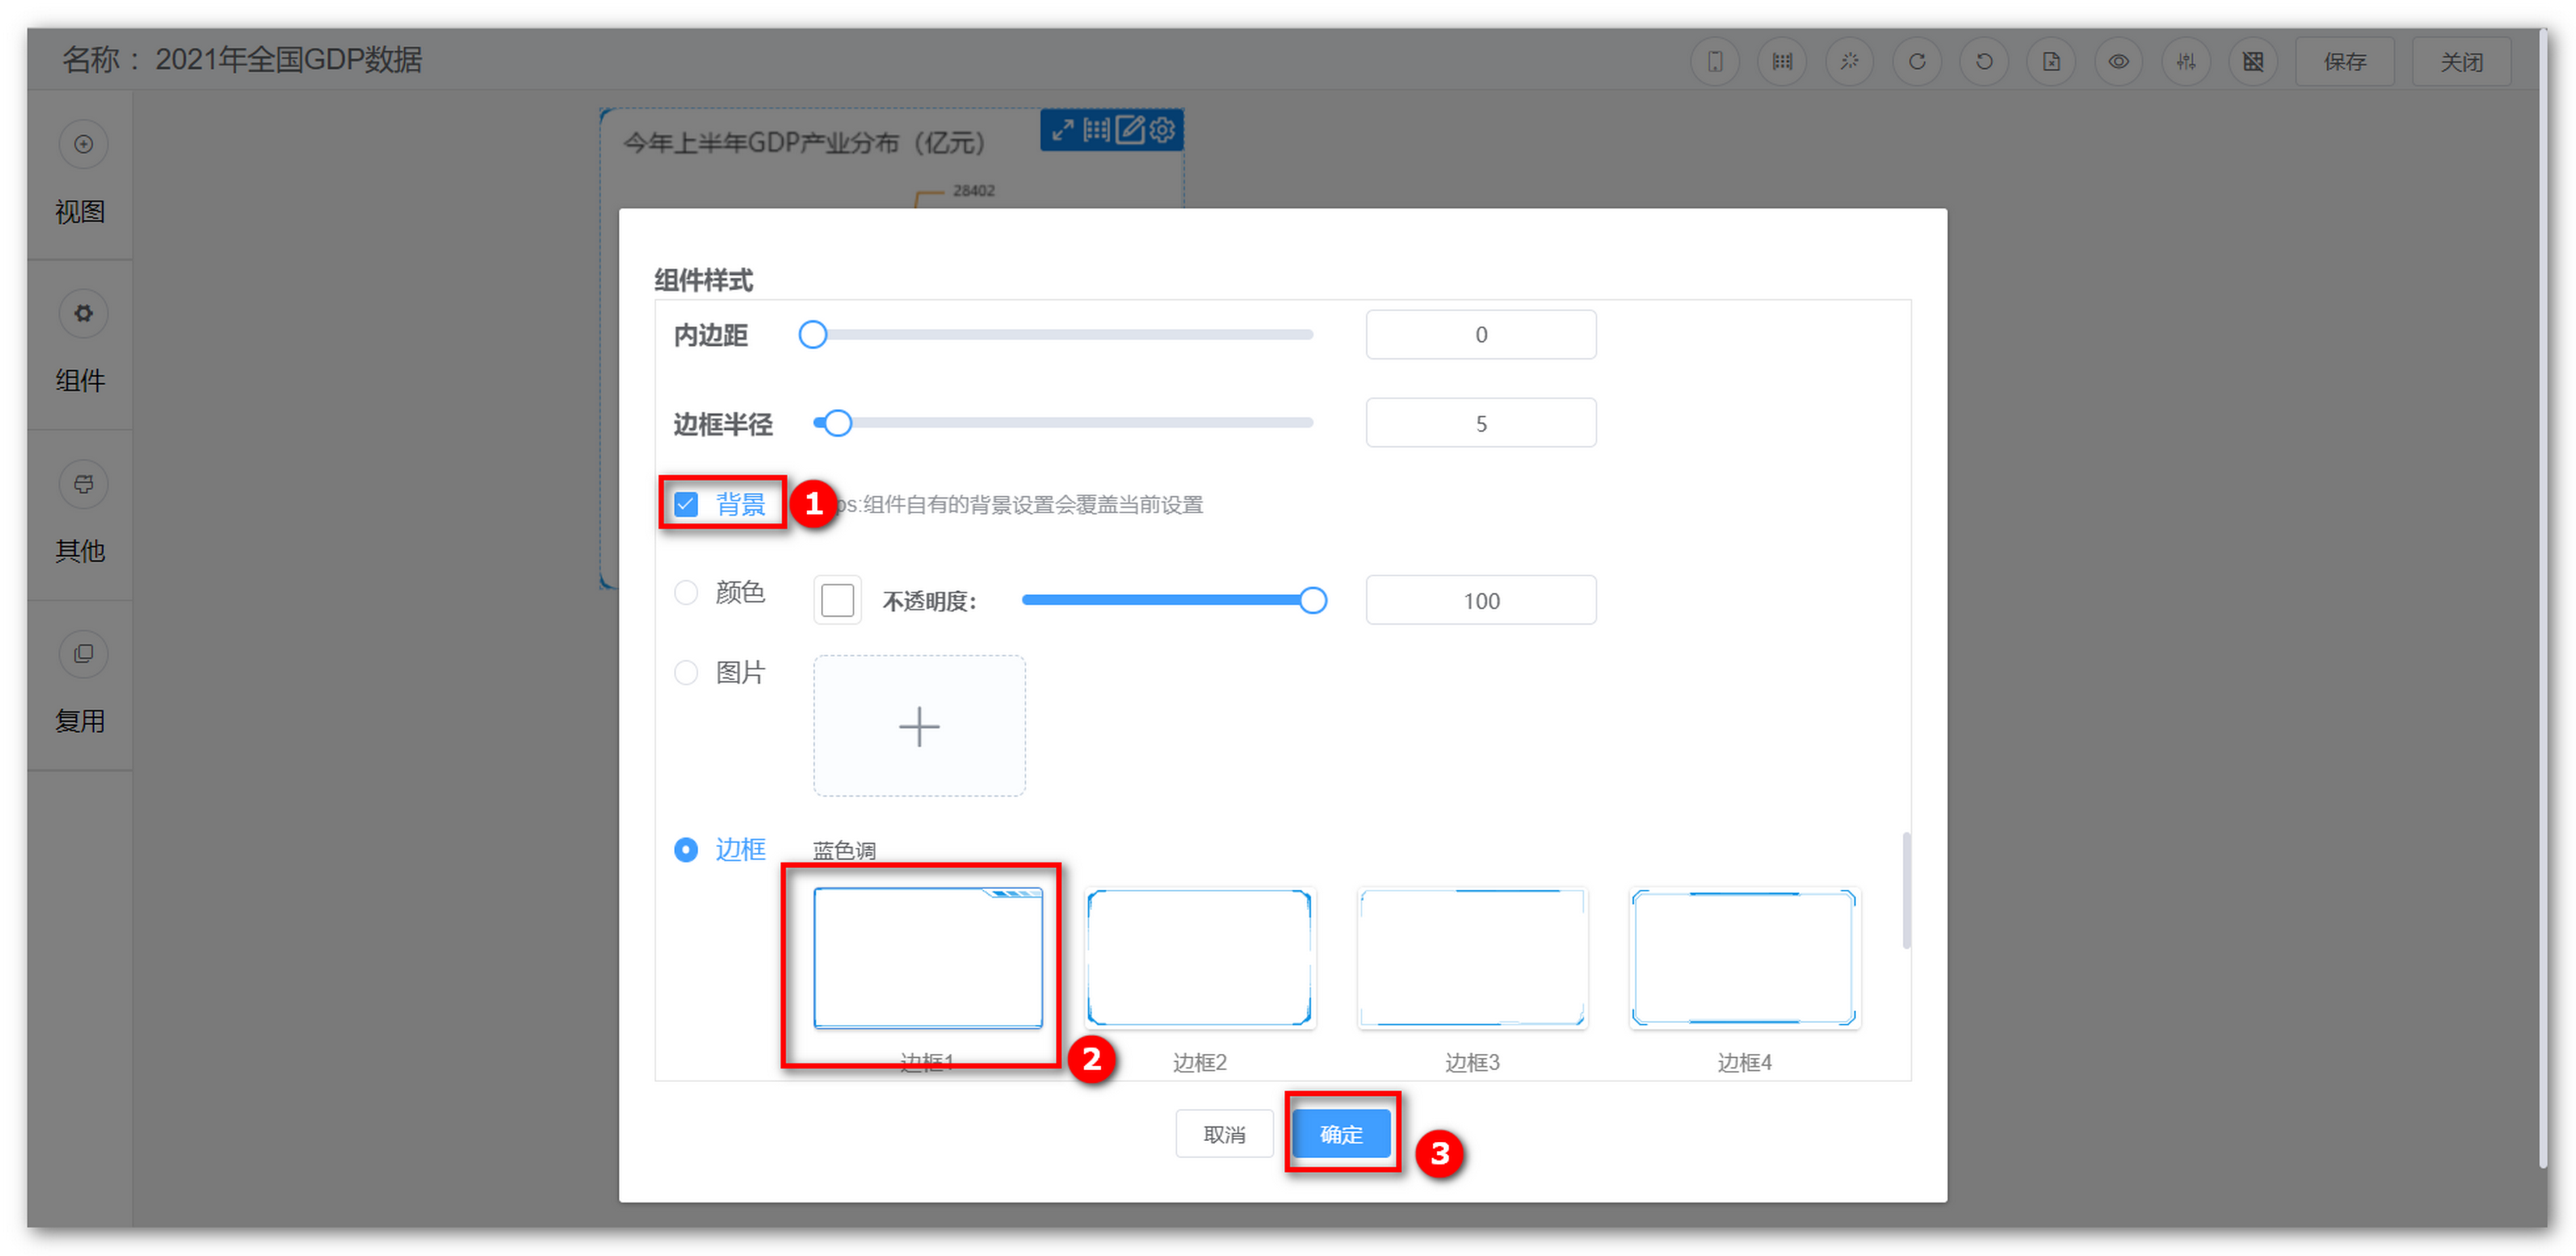 名称： 2021年全国GDP数据
保存
关闭
视图
组件
其他
复用
今年上半年GDP产业分布（亿元）
28402
组件样式
内边距
0
边框半径
5
背景
1
ps:组件自有的背景设置会覆盖当前设置
颜色
不透明度：
100
图片
边框
蓝色调
边框1
边框2
边框3
边框4
2
取消
确定
3